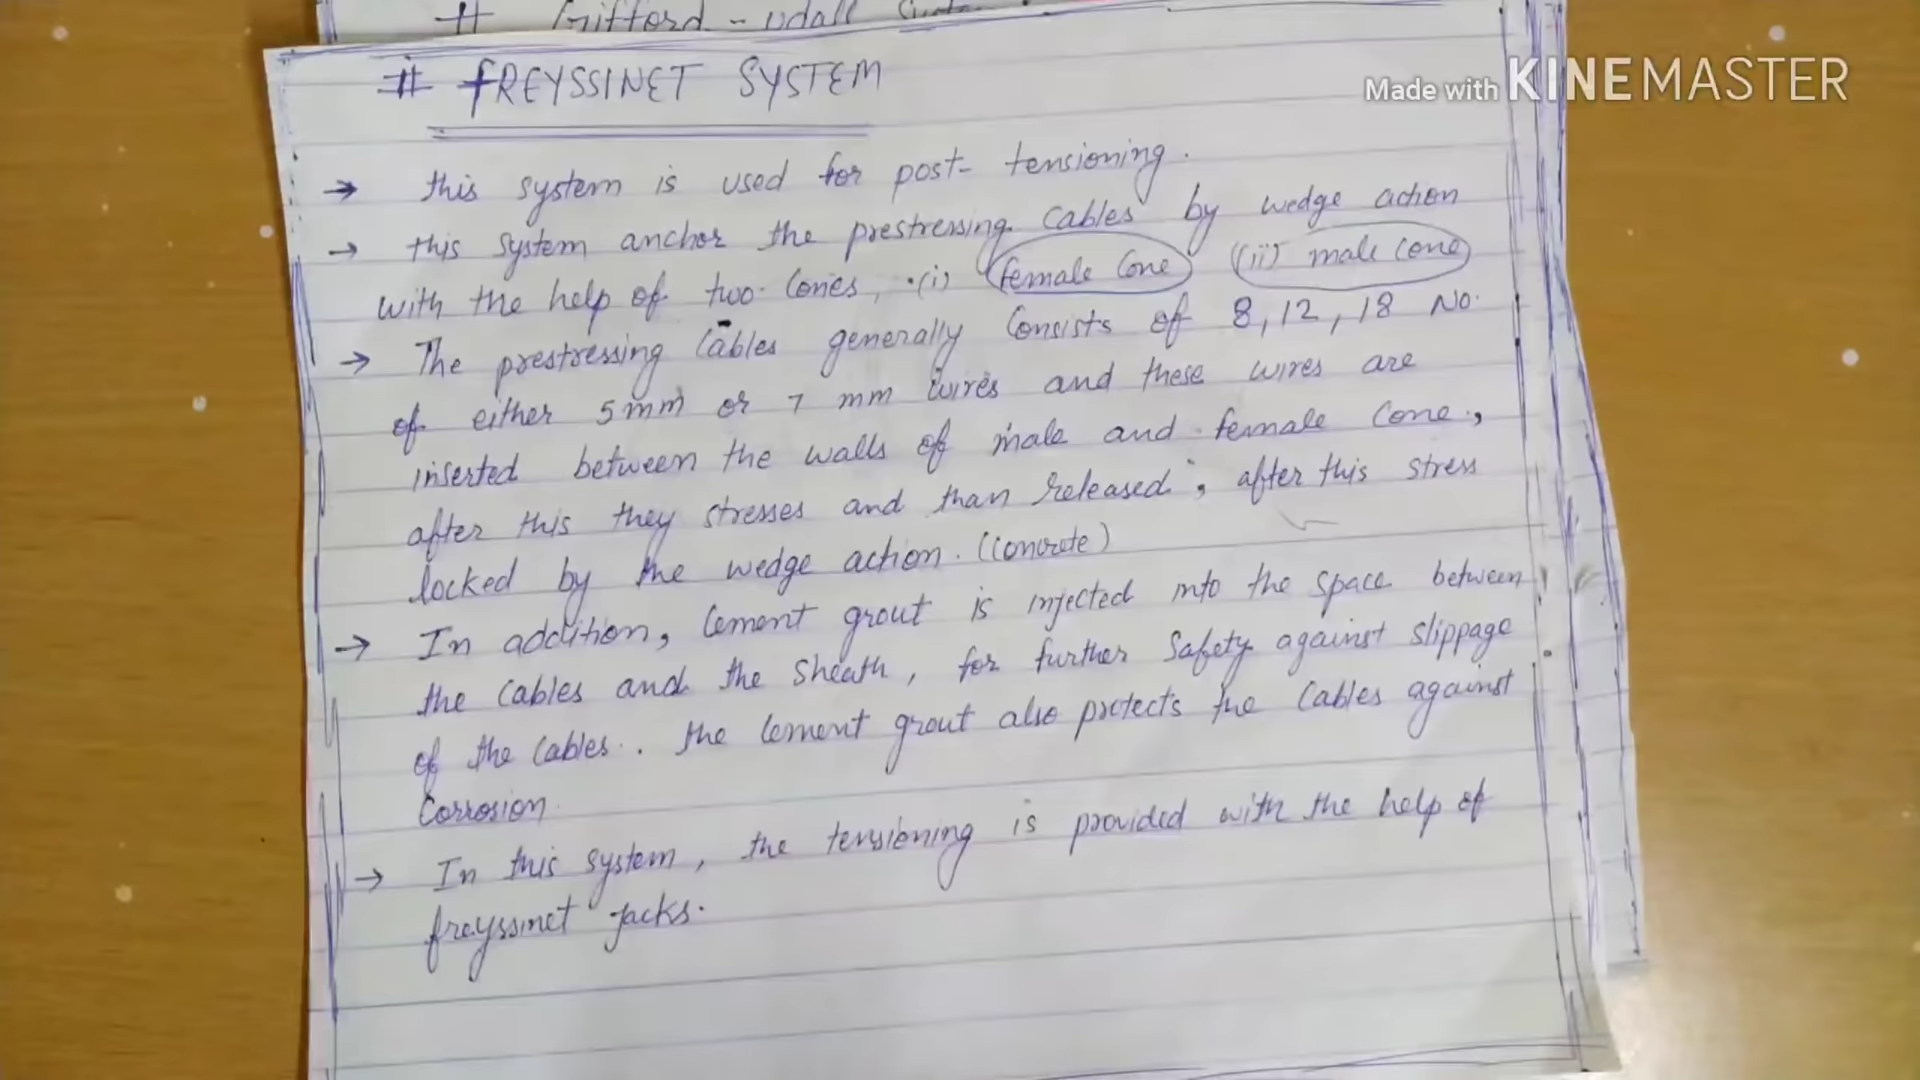 # Gifford - Udall System
# FREYSSINET SYSTEM
Made with KINEMASTER
→ this system is used for post- tensioning.
→ this system anchor the prestressing cables by wedge action
with the help of two cones, (i) female cone (ii) male cone
→ The prestressing cables generally consists of 8, 12, 18 No.
of either 5mm or 7 mm wires and these wires are
inserted between the walls of male and female cone,
after this they stresses and than released ; after this stress
locked by the wedge action. (concrete)
→ In addition, cement grout is injected into the space between
the cables and the sheath, for further safety against slippage
of the cables. the cement grout also protects the cables against
corrosion.
→ In this system, the tensioning is provided with the help of
freyssinet jacks.